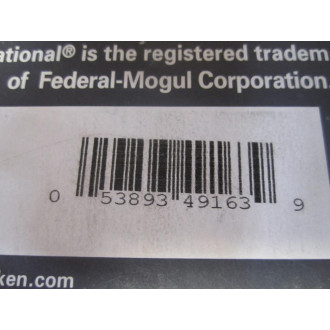 ational® is the registered tradem
of Federal-Mogul Corporation.
0 53893 49163 9
ken.com